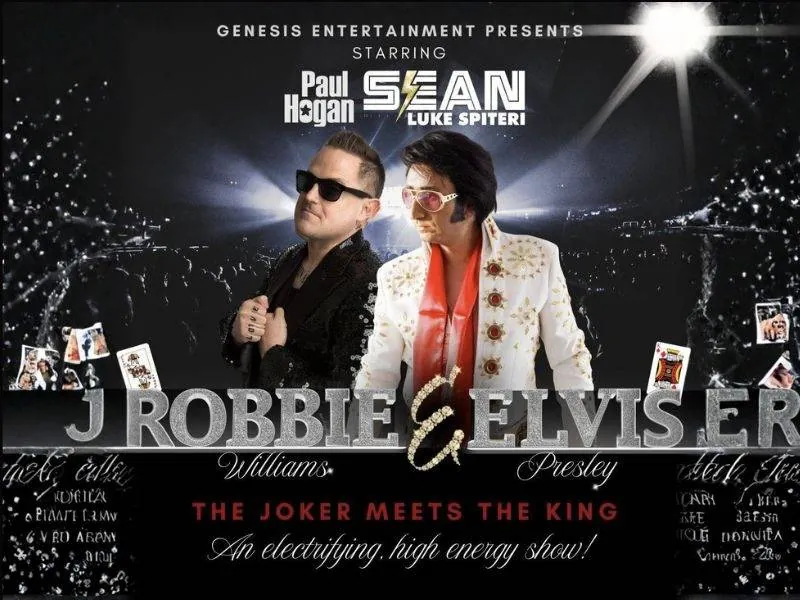 GENESIS ENTERTAINMENT PRESENTS
STARRING
Paul Hogan
SEAN LUKE SPITERI
J ROBBIE & ELVIS ER
Williams Presley
THE JOKER MEETS THE KING
An electrifying, high energy show!